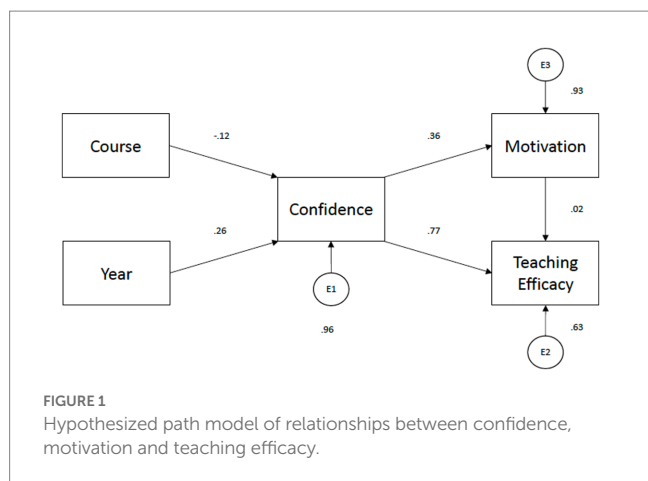 E3
.93
Course
-.12
.36
Motivation
Confidence
.02
.26
.77
Year
Teaching
Efficacy
E1
.96
.63
E2
FIGURE 1
Hypothesized path model of relationships between confidence,
motivation and teaching efficacy.